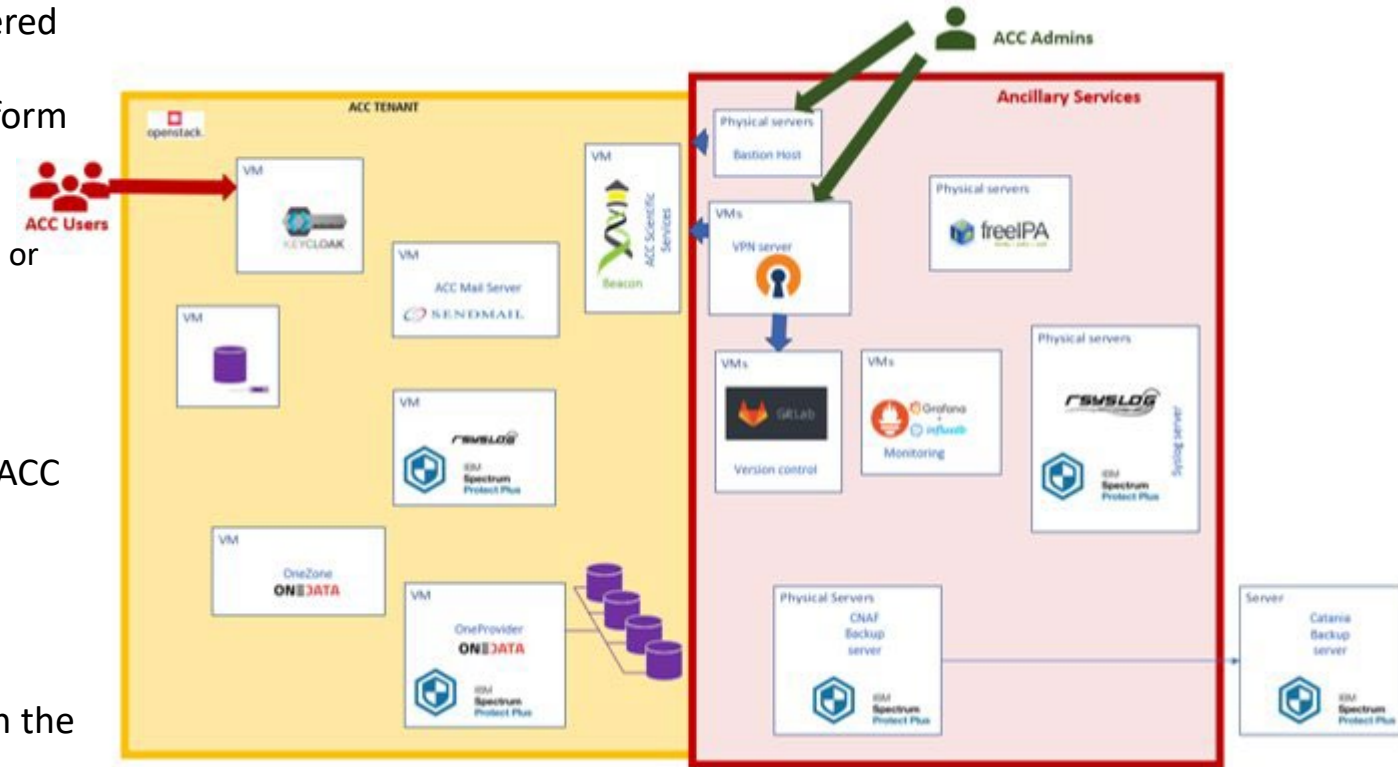 ered
form
or
ACC
n the
ACC Users
ACC TENANT
openstack.
VM
KEYCLOAK
VM
ACC Mail Server
SENDMAIL
VM
ACC Scientific
Services
Beacon
VM
VM
rsyslog
IBM
Spectrum
Protect Plus
VM
OneZone
ONEDATA
VM
OneProvider
ONEDATA
IBM
Spectrum
Protect Plus
ACC Admins
Ancillary Services
Physical servers
Bastion Host
VMs
VPN server
Physical servers
freeIPA
VMs
GitLab
Version control
VMs
Grafana
+
influxdb
Monitoring
Physical servers
rsyslog
Syslog server
IBM
Spectrum
Protect Plus
Physical Servers
CNAF
Backup
server
IBM
Spectrum
Protect Plus
Server
Catania
Backup
server
IBM
Spectrum
Protect Plus